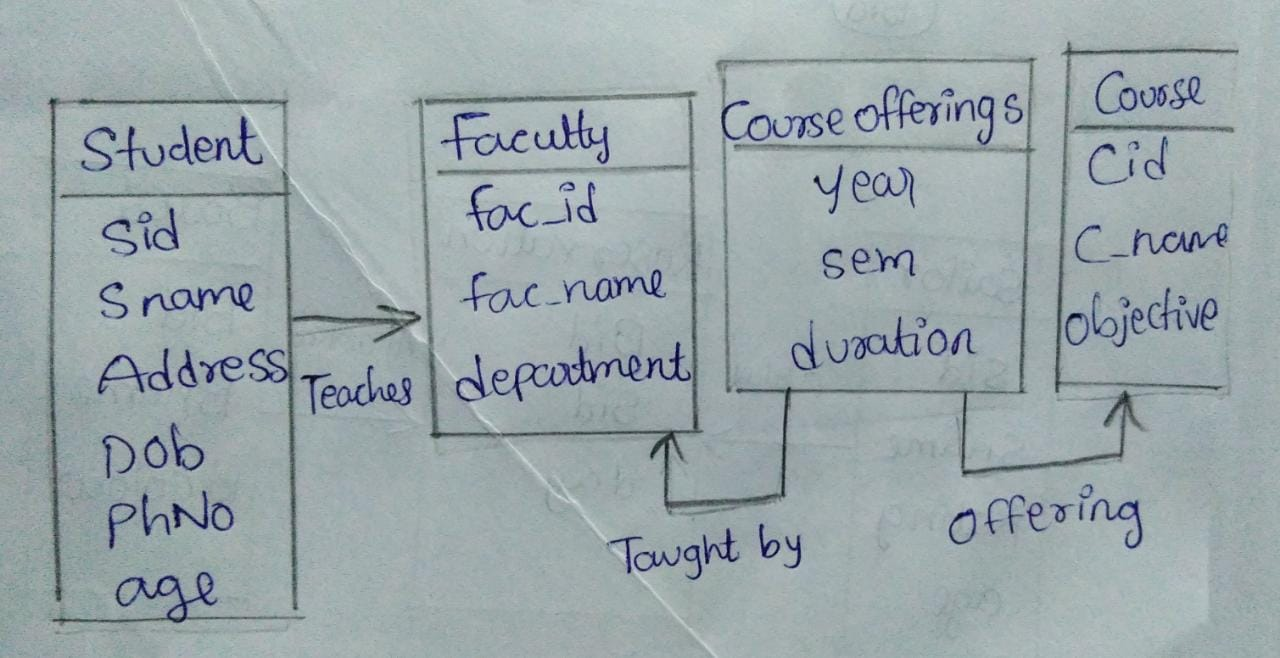 Student
Sid
Sname
Address
DOb
PhNo
age
Teaches
Faculty
fac_id
fac_name
department
Taught by
Course offerings
year
sem
duration
offering
Course
Cid
C_name
objective